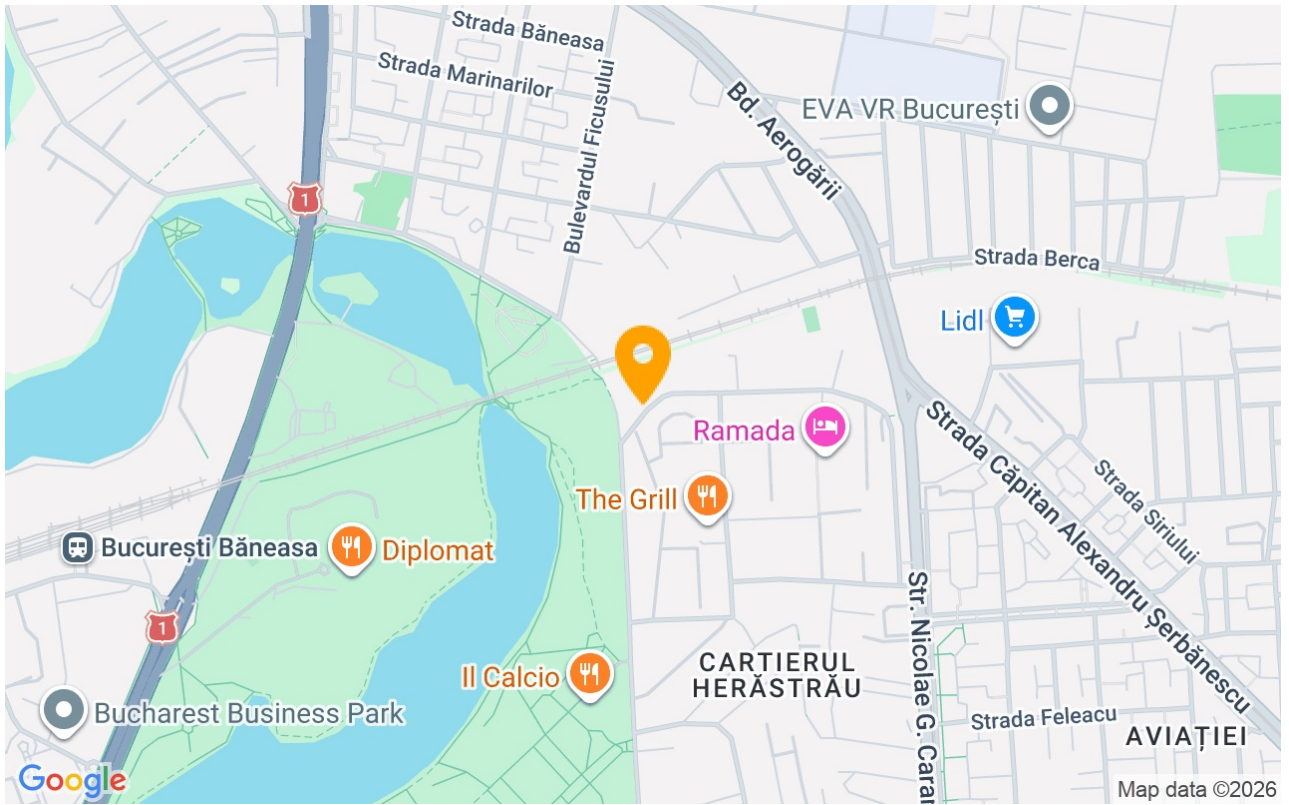 Strada Băneasa
Strada Marinarilor
Bulevardul Ficusului
Bd. Aerogării
EVA VR București
1
Strada Berca
Lidl
Ramada
The Grill
Strada Căpitan Alexandru Șerbănescu
Strada Siriului
București Băneasa
Diplomat
1
Str. Nicolae G. Caran
Il Calcio
CARTIERUL
HERĂSTRĂU
Bucharest Business Park
Strada Feleacu
AVIAȚIEI
Google
Map data ©2026